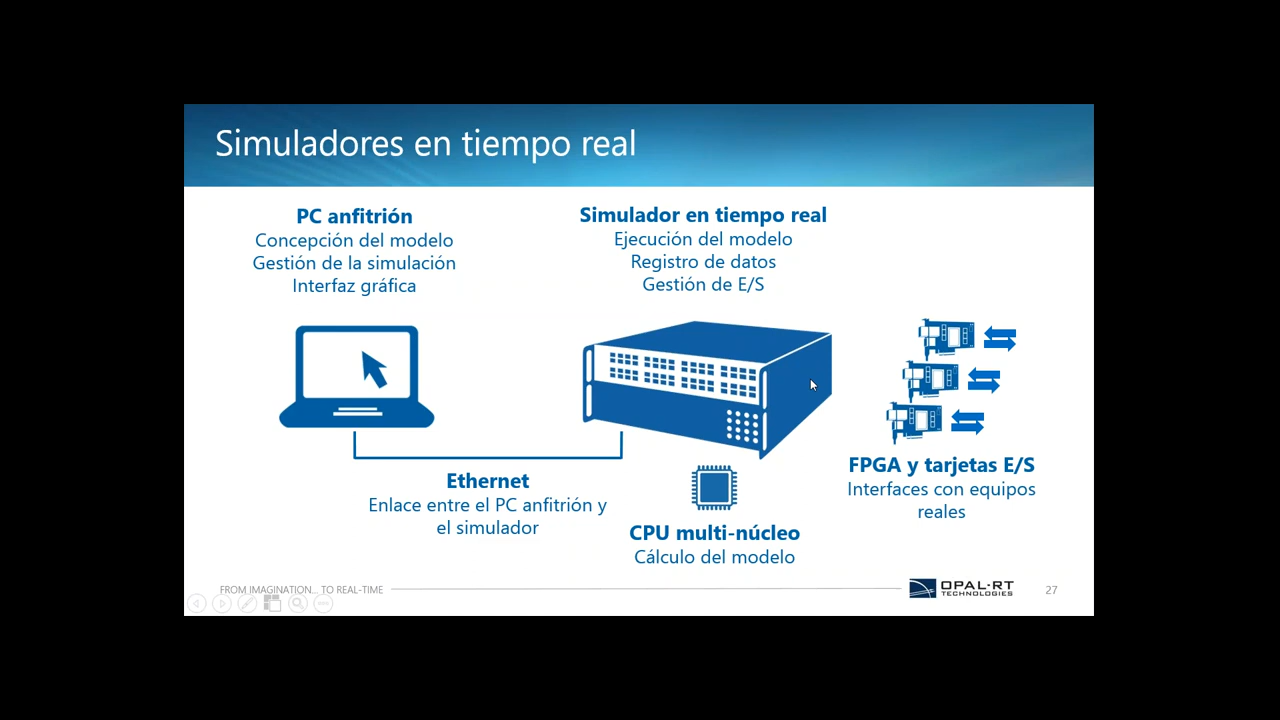 Simuladores en tiempo real
PC anfitrión
Concepción del modelo
Gestión de la simulación
Interfaz gráfica
Simulador en tiempo real
Ejecución del modelo
Registro de datos
Gestión de E/S
Ethernet
Enlace entre el PC anfitrión y
el simulador
CPU multi-núcleo
Cálculo del modelo
FPGA y tarjetas E/S
Interfaces con equipos
reales
FROM IMAGINATION... TO REAL-TIME
OPAL-RT
TECHNOLOGIES
27